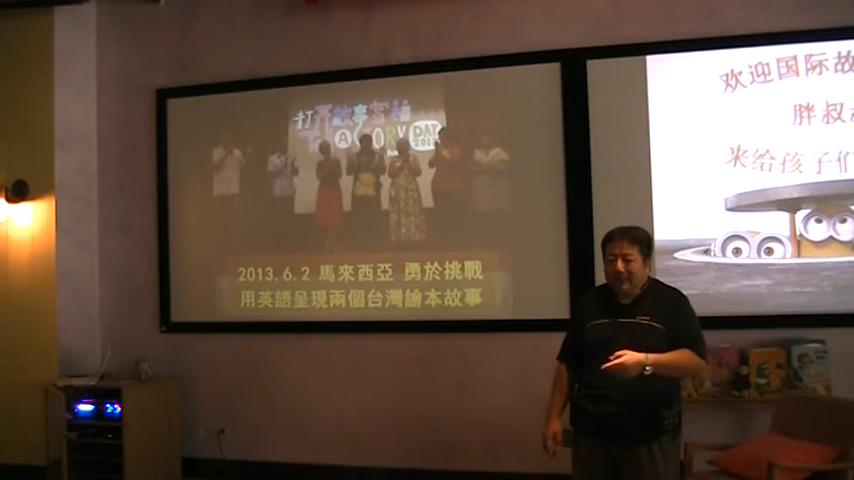 打開故事盒箱
A STORY DAY
2013
2013.6.2 馬來西亞 勇於挑戰
用英語呈現兩個台灣繪本故事
欢迎国际故
胖叔
来给孩子们